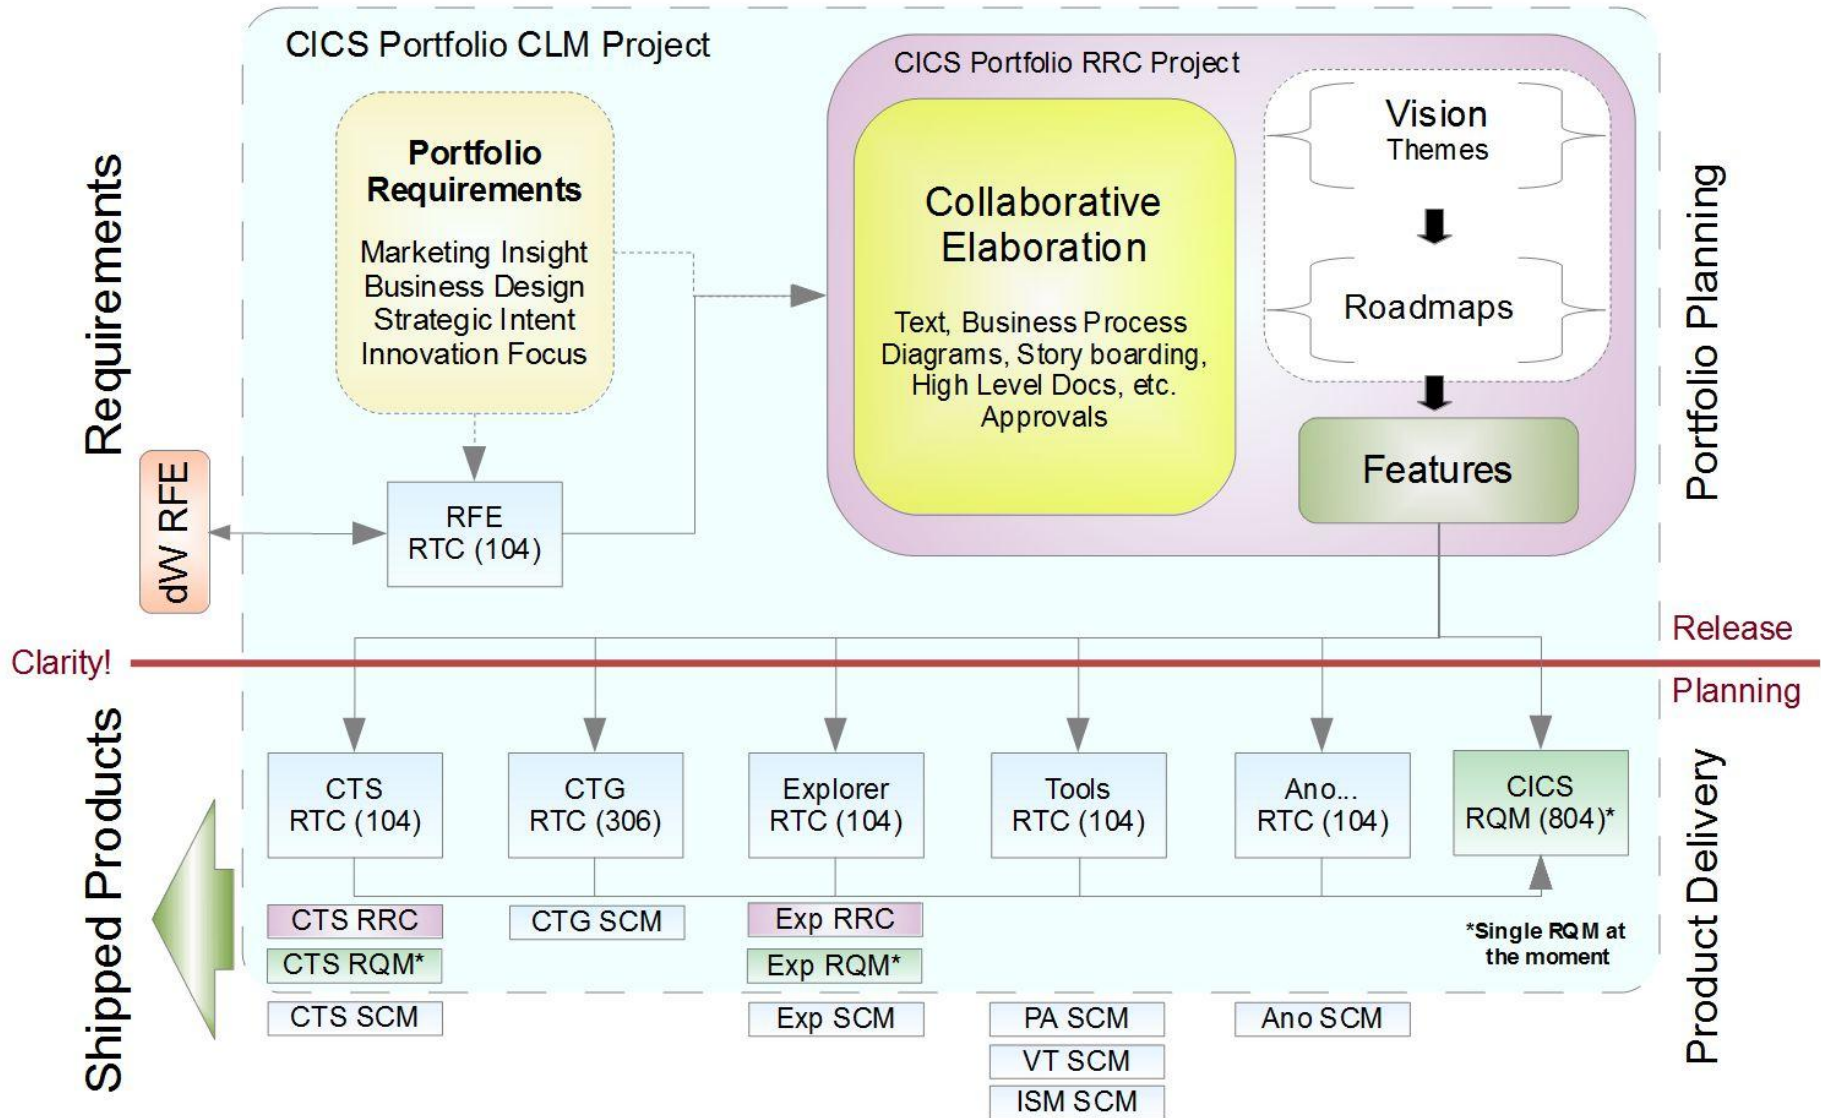 CICS Portfolio CLM Project
CICS Portfolio RRC Project
Requirements
Portfolio
Requirements
Marketing Insight
Business Design
Strategic Intent
Innovation Focus
Collaborative
Elaboration
Text, Business Process
Diagrams, Story boarding,
High Level Docs, etc.
Approvals
Vision
Themes
Roadmaps
Features
Portfolio Planning
dW RFE
RFE
RTC (104)
Release
Clarity!
Planning
Shipped Products
CTS
RTC (104)
CTG
RTC (306)
Explorer
RTC (104)
Tools
RTC (104)
Ano...
RTC (104)
CICS
RQM (804)*
Product Delivery
CTS RRC
CTS RQM*
CTS SCM
CTG SCM
Exp RRC
Exp RQM*
Exp SCM
PA SCM
VT SCM
ISM SCM
Ano SCM
*Single RQM at
the moment